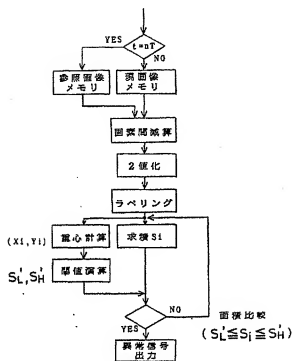 t=nT
YES
NO
参照画像
メモリ
現画像
メモリ
画素間減算
2値化
ラベリング
(Xi,Yi)
重心計算
求積Si
S'L,S'H
閾値演算
NO
面積比較
(S'L≦Si≦S'H)
YES
異常信号
出力